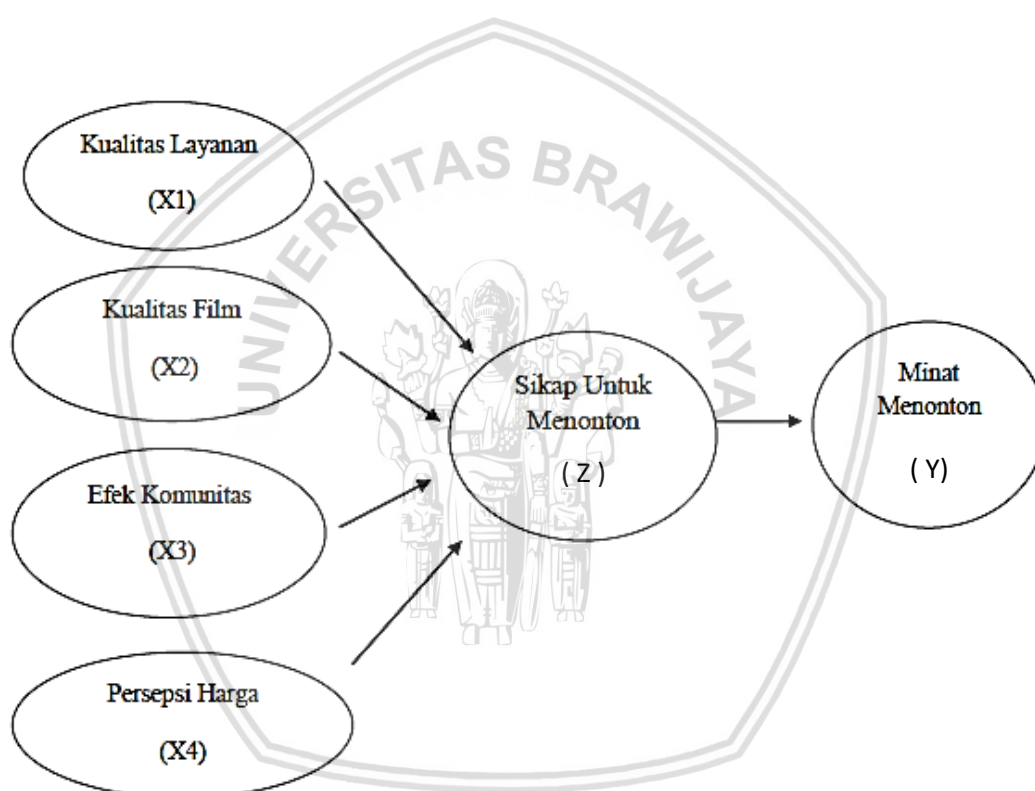 UNIVERSITAS BRAWIJAYA
Kualitas Layanan
(X1)
Kualitas Film
(X2)
Efek Komunitas
(X3)
Persepsi Harga
(X4)
Sikap Untuk
Menonton
( Z )
Minat
Menonton
( Y)